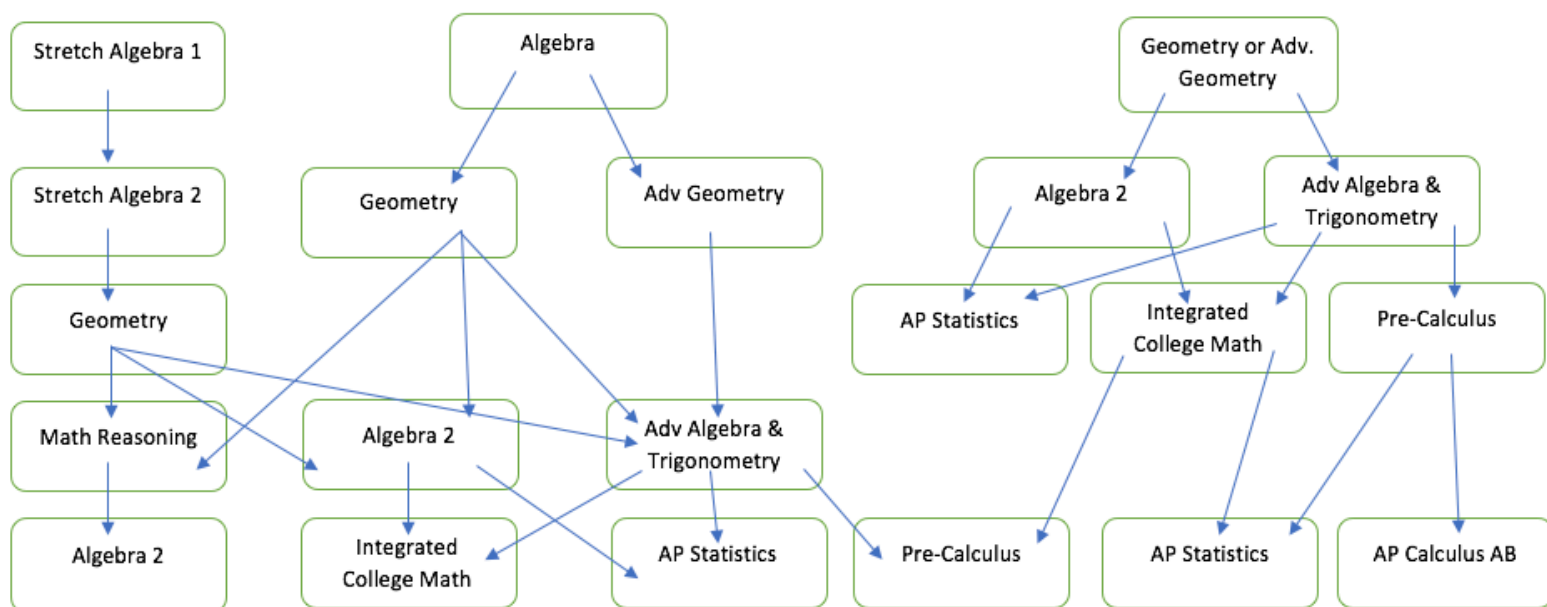 Stretch Algebra 1
Algebra
Geometry or Adv.
Geometry
Stretch Algebra 2
Geometry
Adv Geometry
Algebra 2
Adv Algebra &
Trigonometry
Geometry
AP Statistics
Integrated
College Math
Pre-Calculus
Math Reasoning
Algebra 2
Adv Algebra &
Trigonometry
Algebra 2
Integrated
College Math
AP Statistics
Pre-Calculus
AP Statistics
AP Calculus AB